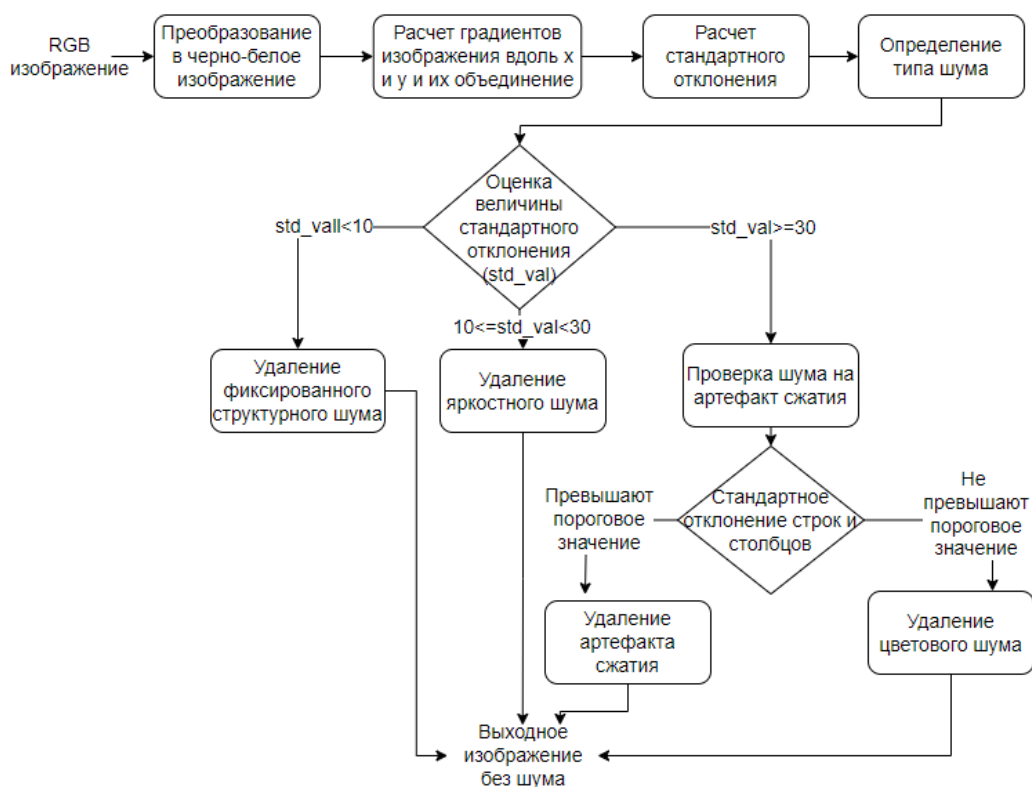 RGB
изображение
Преобразование
в черно-белое
изображение
Расчет градиентов
изображения вдоль x
и y и их объединение
Расчет
стандартного
отклонения
Определение
типа шума
Оценка
величины
стандартного
отклонения
(std_val)
std_vall<10
std_val>=30
10<=std_val<30
Удаление
фиксированного
структурного шума
Удаление
яркостного шума
Проверка шума на
артефакт сжатия
Превышают
пороговое
значение
Стандартное
отклонение строк и
столбцов
Не
превышают
пороговое
значение
Удаление
артефакта
сжатия
Удаление
цветового шума
Выходное
изображение
без шума